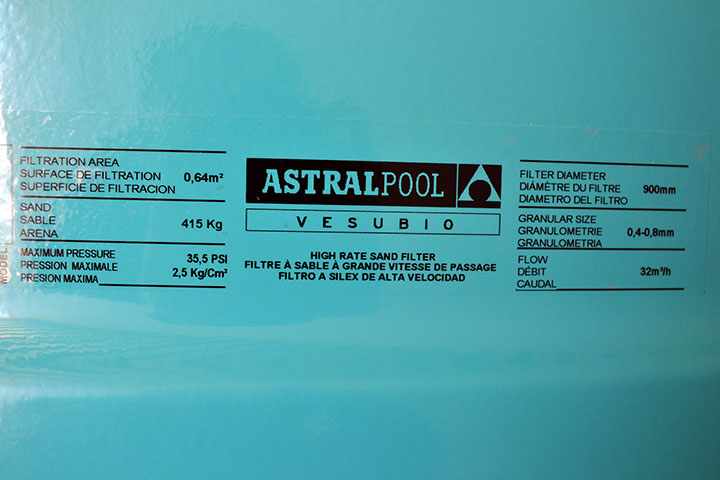 FILTRATION AREA
SURFACE DE FILTRATION 0,64m²
SUPERFICIE DE FILTRACION
SAND
SABLE 415 Kg
ARENA
MAXIMUM PRESSURE 35,5 PSI
PRESSION MAXIMALE 2,5 Kg/Cm²
PRESION MAXIMA
MODEL
ASTRALPOOL
VESUBIO
HIGH RATE SAND FILTER
FILTRE À SABLE À GRANDE VITESSE DE PASSAGE
FILTRO A SILEX DE ALTA VELOCIDAD
FILTER DIAMETER
DIÁMÈTRE DU FILTRE 900mm
DIAMETRO DEL FILTRO
GRANULAR SIZE
GRANULOMETRIE 0,4-0,8mm
GRANULOMETRIA
FLOW
DÉBIT 32m³/h
CAUDAL